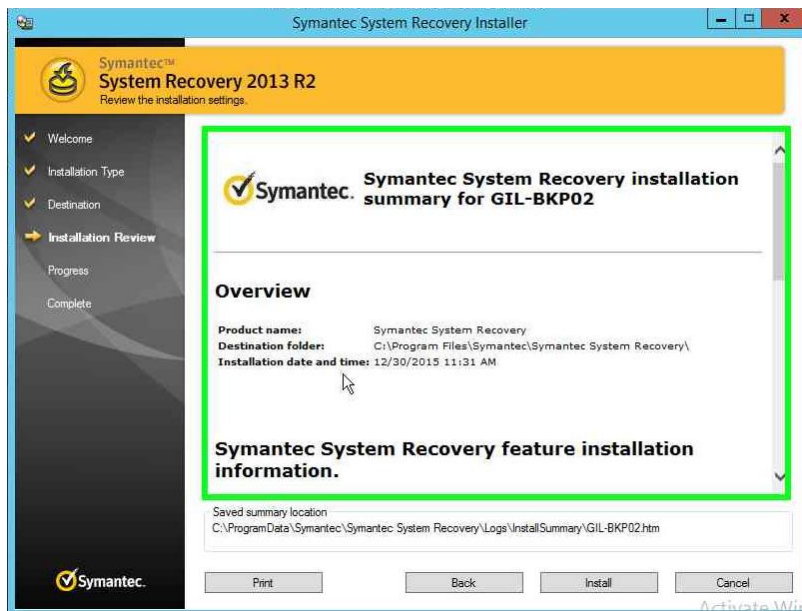 Symantec System Recovery Installer
Symantec™
System Recovery 2013 R2
Review the installation settings.
Welcome
Installation Type
Destination
Installation Review
Progress
Complete
Symantec.
Symantec.
Symantec System Recovery installation
summary for GIL-BKP02
Overview
Product name: Symantec System Recovery
Destination folder: C:\Program Files\Symantec\Symantec System Recovery\
Installation date and time: 12/30/2015 11:31 AM
Symantec System Recovery feature installation
information.
Saved summary location
C:\ProgramData\Symantec\Symantec System Recovery\Logs\InstallSummary\GIL-BKP02.htm
Print
Back
Install
Cancel
Activate Win